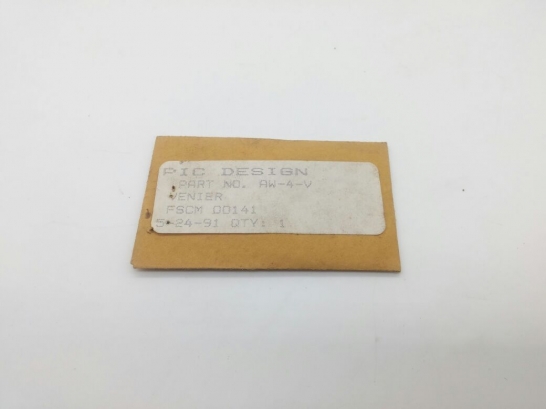 PIC DESIGN
PART NO. AW-4-V
VENIER
FSCM 00141
5-24-91 QTY: 1